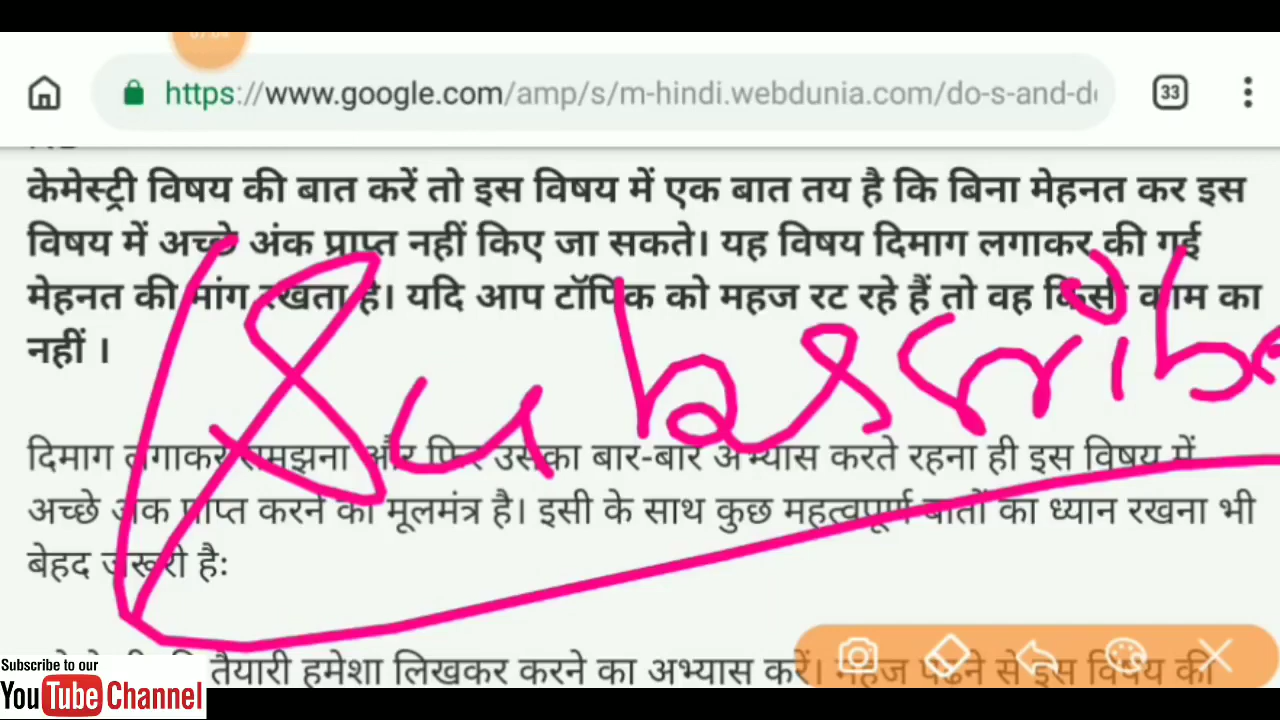 07:04
https://www.google.com/amp/s/m-hindi.webdunia.com/do-s-and-d
33
केमेस्ट्री विषय की बात करें तो इस विषय में एक बात तय है कि बिना मेहनत कर इस
विषय में अच्छे अंक प्राप्त नहीं किए जा सकते। यह विषय दिमाग लगाकर की गई
मेहनत की मांग रखता है। यदि आप टॉपिक को महज रट रहे हैं तो वह किसी काम का
नहीं ।
Subscribe
दिमाग लगाकर समझना और फिर उसका बार-बार अभ्यास करते रहना ही इस विषय में
अच्छे अंक प्राप्त करने का मूलमंत्र है। इसी के साथ कुछ महत्वपूर्ण बातों का ध्यान रखना भी
बेहद जरूरी है:
तैयारी हमेशा लिखकर करने का अभ्यास करें। महज पढने से इस विषय की
Subscribe to our
YouTube Channel